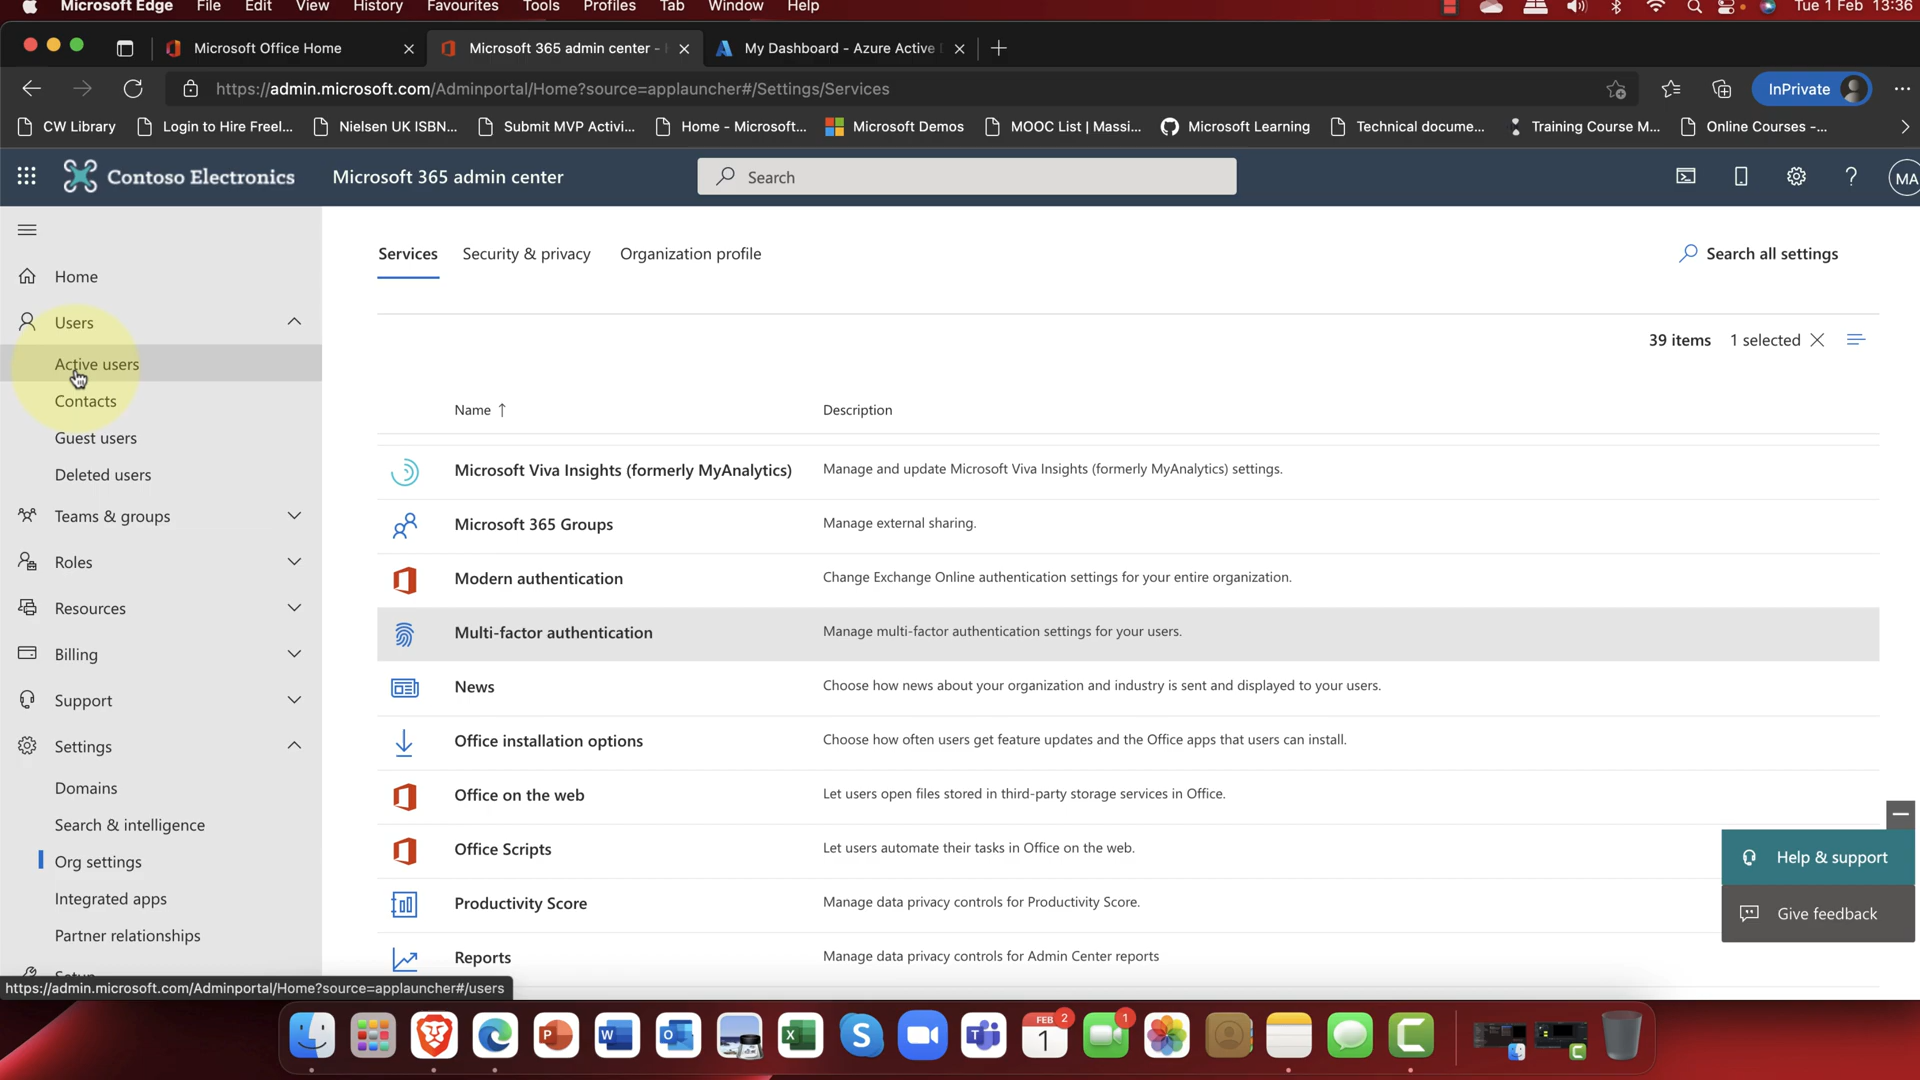 Microsoft Edge File Edit View History Favourites Tools Profiles Tab Window Help Tue 1 Feb 13:36
Microsoft Office Home Microsoft 365 admin center - My Dashboard - Azure Active
https://admin.microsoft.com/Adminportal/Home?source=applauncher#/Settings/Services InPrivate
CW Library Login to Hire Freel... Nielsen UK ISBN... Submit MVP Activi... Home - Microsoft... Microsoft Demos MOOC List | Massi... Microsoft Learning Technical docume... Training Course M... Online Courses -...
Contoso Electronics Microsoft 365 admin center Search MA
Services Security & privacy Organization profile Search all settings
Home
Users
Active users
Contacts
Guest users
Deleted users
Teams & groups
Roles
Resources
Billing
Support
Settings
Domains
Search & intelligence
Org settings
Integrated apps
Partner relationships
39 items 1 selected
Name ↑ Description
Microsoft Viva Insights (formerly MyAnalytics) Manage and update Microsoft Viva Insights (formerly MyAnalytics) settings.
Microsoft 365 Groups Manage external sharing.
Modern authentication Change Exchange Online authentication settings for your entire organization.
Multi-factor authentication Manage multi-factor authentication settings for your users.
News Choose how news about your organization and industry is sent and displayed to your users.
Office installation options Choose how often users get feature updates and the Office apps that users can install.
Office on the web Let users open files stored in third-party storage services in Office.
Office Scripts Let users automate their tasks in Office on the web.
Productivity Score Manage data privacy controls for Productivity Score.
Reports Manage data privacy controls for Admin Center reports
Help & support
Give feedback
https://admin.microsoft.com/Adminportal/Home?source=applauncher#/users
FEB 2 1
1